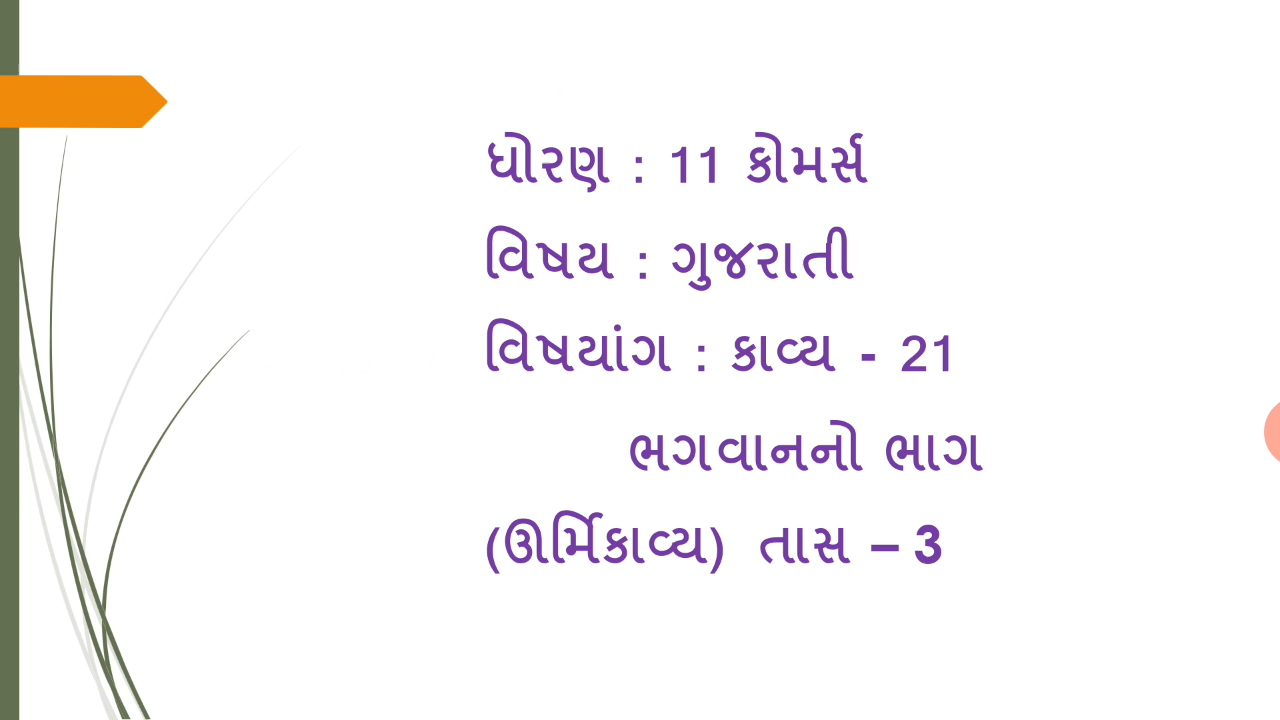 ધોરણ : 11 કોમર્સ
વિષય : ગુજરાતી
વિષયાંગ : કાવ્ય - 21
ભગવાનનો ભાગ
(ઊર્મિકાવ્ય) તાસ – 3